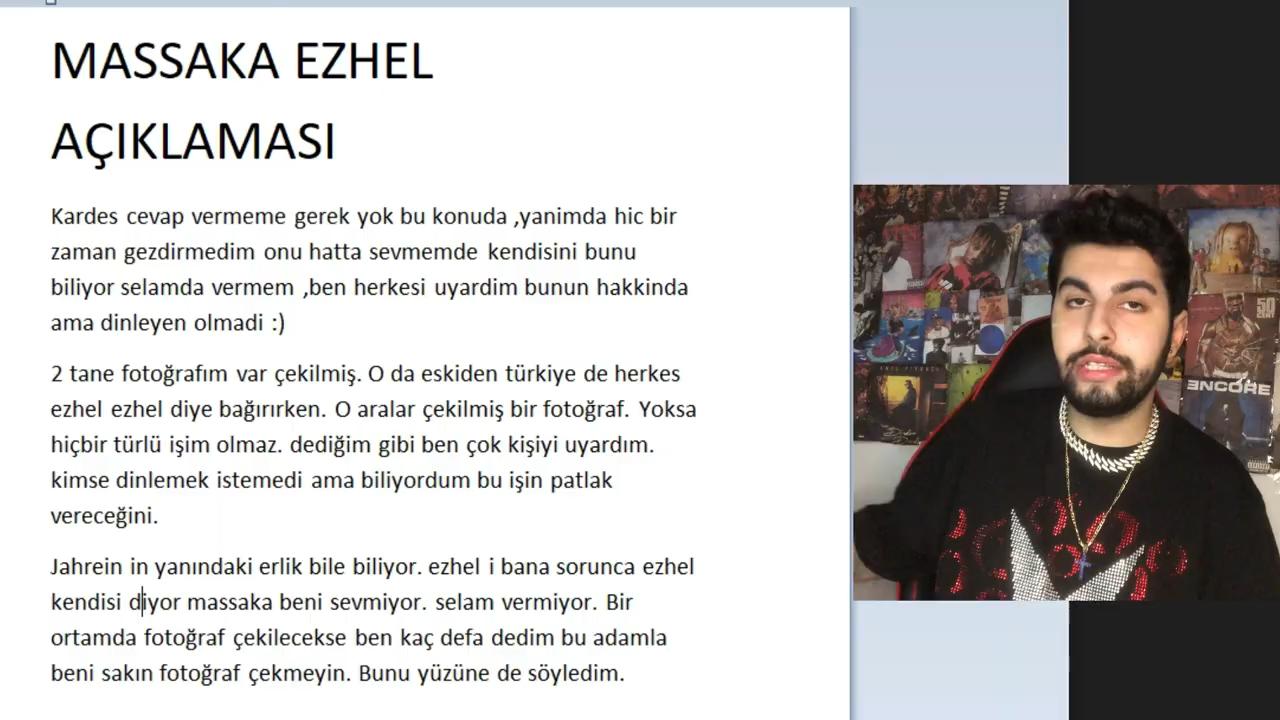 MASSAKA EZHEL
AÇIKLAMASI
Kardes cevap vermeme gerek yok bu konuda ,yanimda hic bir
zaman gezdirmedim onu hatta sevmemde kendisini bunu
biliyor selamda vermem ,ben herkesi uyardim bunun hakkinda
ama dinleyen olmadi :)
2 tane fotoğrafım var çekilmiş. O da eskiden türkiye de herkes
ezhel ezhel diye bağırırken. O aralar çekilmiş bir fotoğraf. Yoksa
hiçbir türlü işim olmaz. dediğim gibi ben çok kişiyi uyardım.
kimse dinlemek istemedi ama biliyordum bu işin patlak
vereceğini.
Jahrein in yanındaki erlik bile biliyor. ezhel i bana sorunca ezhel
kendisi diyor massaka beni sevmiyor. selam vermiyor. Bir
ortamda fotoğraf çekilecekse ben kaç defa dedim bu adamla
beni sakın fotoğraf çekmeyin. Bunu yüzüne de söyledim.
50
CENT
ENCORE